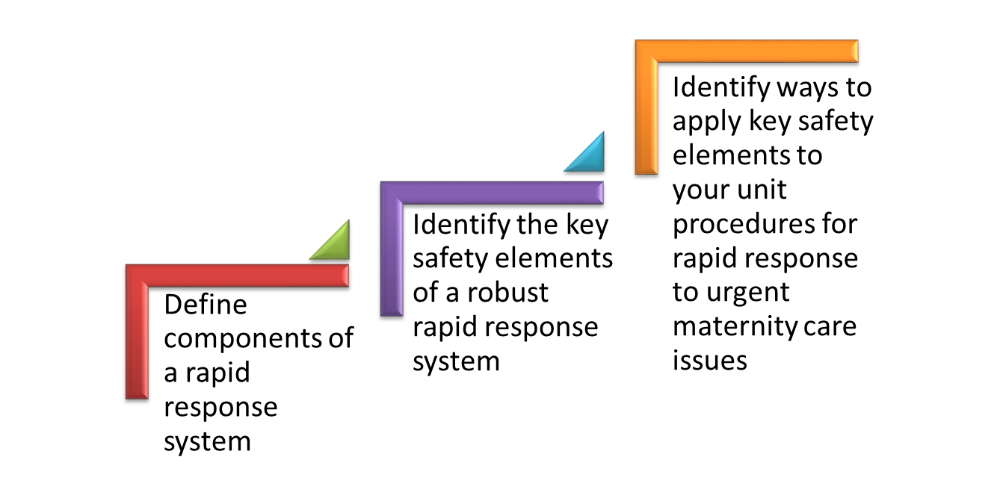 Define
components of
a rapid
response
system
Identify the key
safety elements
of a robust
rapid response
system
Identify ways to
apply key safety
elements to
your unit
procedures for
rapid response
to urgent
maternity care
issues